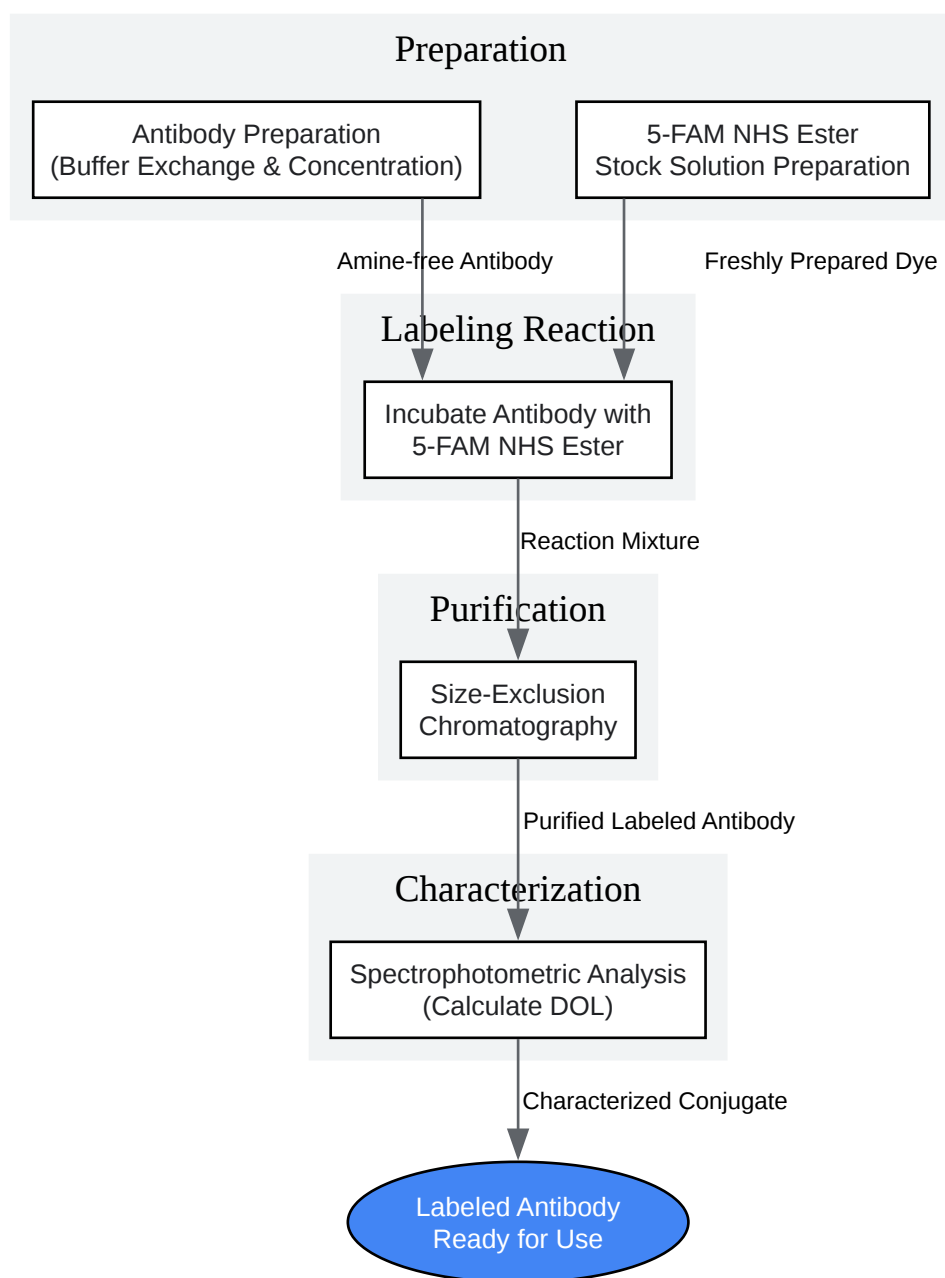 Preparation
Antibody Preparation
(Buffer Exchange & Concentration)
5-FAM NHS Ester
Stock Solution Preparation
Amine-free Antibody
Freshly Prepared Dye
Labeling Reaction
Incubate Antibody with
5-FAM NHS Ester
Reaction Mixture
Purification
Size-Exclusion
Chromatography
Purified Labeled Antibody
Characterization
Spectrophotometric Analysis
(Calculate DOL)
Characterized Conjugate
Labeled Antibody
Ready for Use